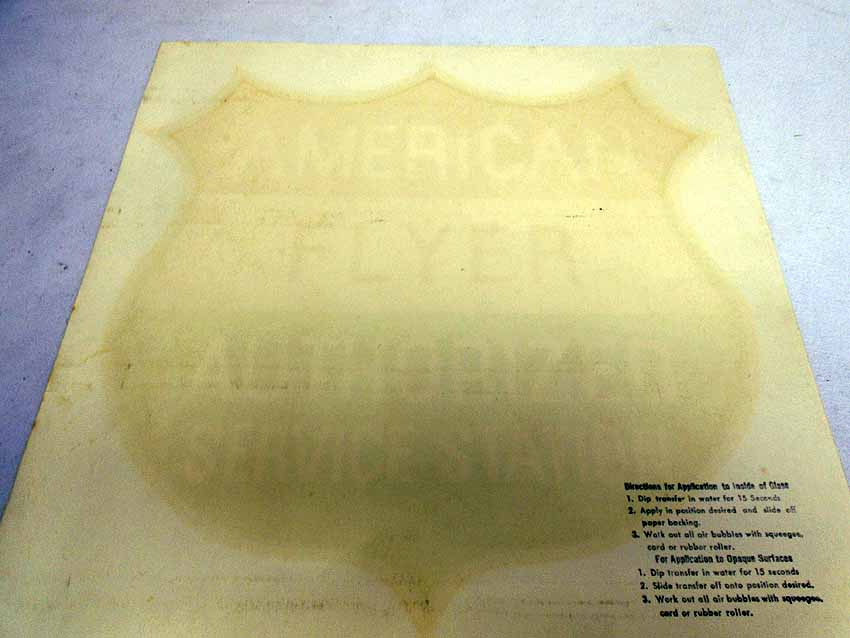 AMERICAN
FLYER
AUTHORIZED
SERVICE STATION
Directions for Application to Inside of Glass
1. Dip transfer in water for 15 Seconds
2. Apply in position desired and slide off
paper backing.
3. Work out all air bubbles with squeegee,
card or rubber roller.
For Application to Opaque Surfaces
1. Dip transfer in water for 15 seconds
2. Slide transfer off onto position desired.
3. Work out all air bubbles with squeegee,
card or rubber roller.